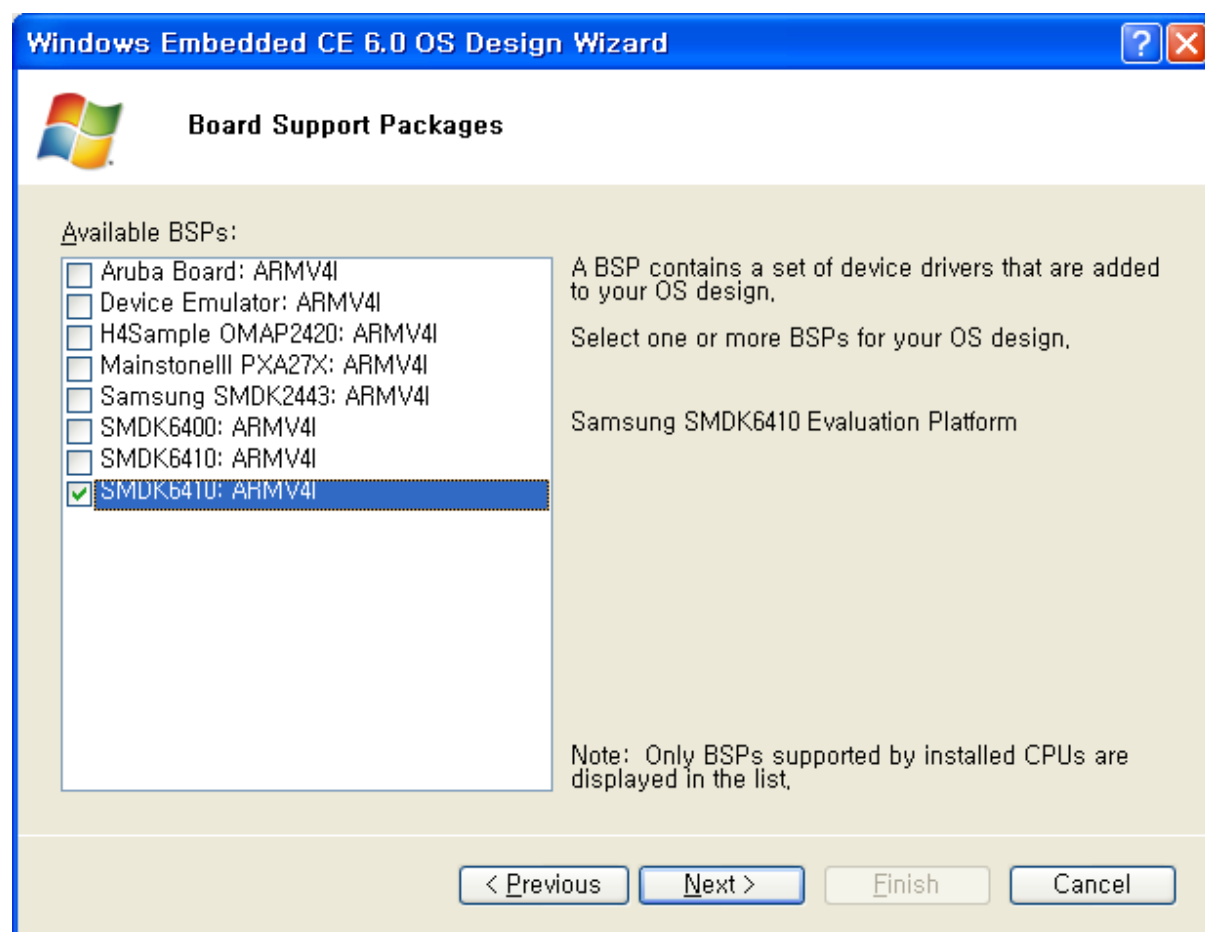 Windows Embedded CE 6.0 OS Design Wizard
Board Support Packages
Available BSPs:
Aruba Board: ARMV4I
Device Emulator: ARMV4I
H4Sample OMAP2420: ARMV4I
MainstoneIII PXA27X: ARMV4I
Samsung SMDK2443: ARMV4I
SMDK6400: ARMV4I
SMDK6410: ARMV4I
SMDK6410: ARMV4I
A BSP contains a set of device drivers that are added
to your OS design,
Select one or more BSPs for your OS design,
Samsung SMDK6410 Evaluation Platform
Note: Only BSPs supported by installed CPUs are
displayed in the list,
< Previous
Next >
Finish
Cancel